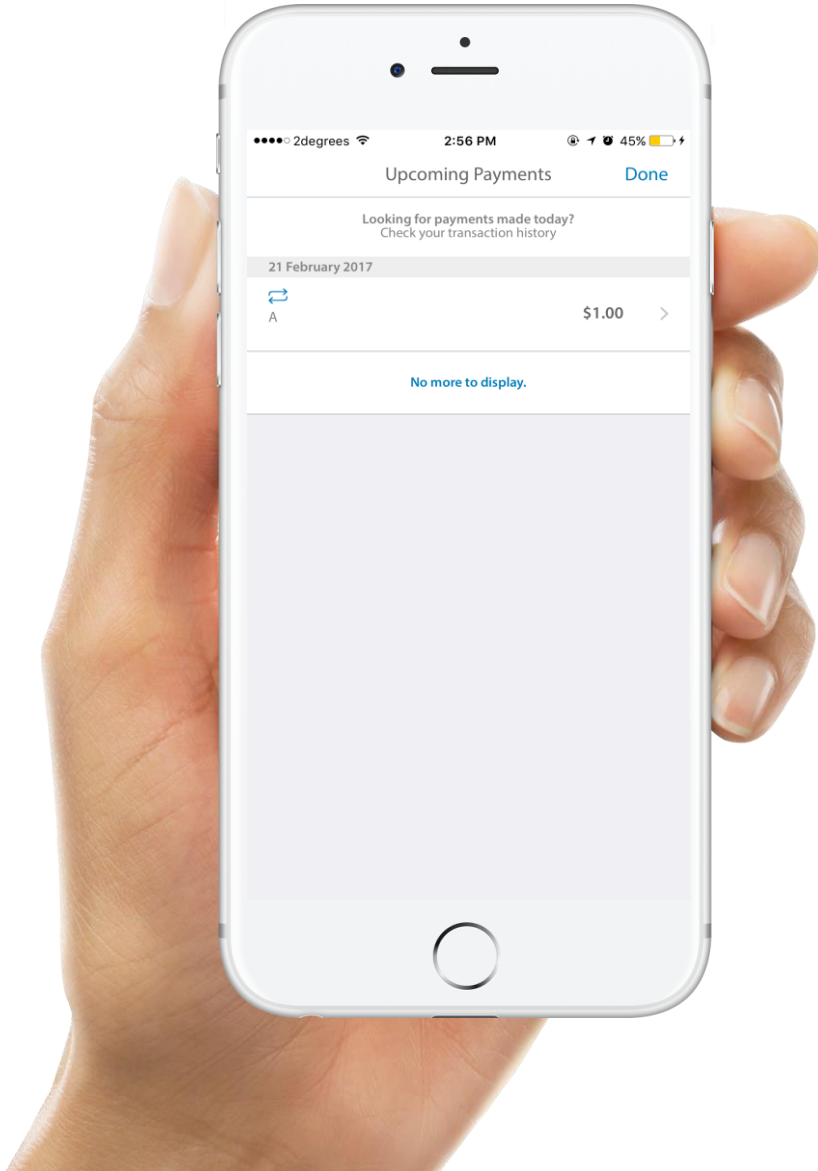 2degrees 2:56 PM 45%
Upcoming Payments Done
Looking for payments made today?
Check your transaction history
21 February 2017
A $1.00
No more to display.